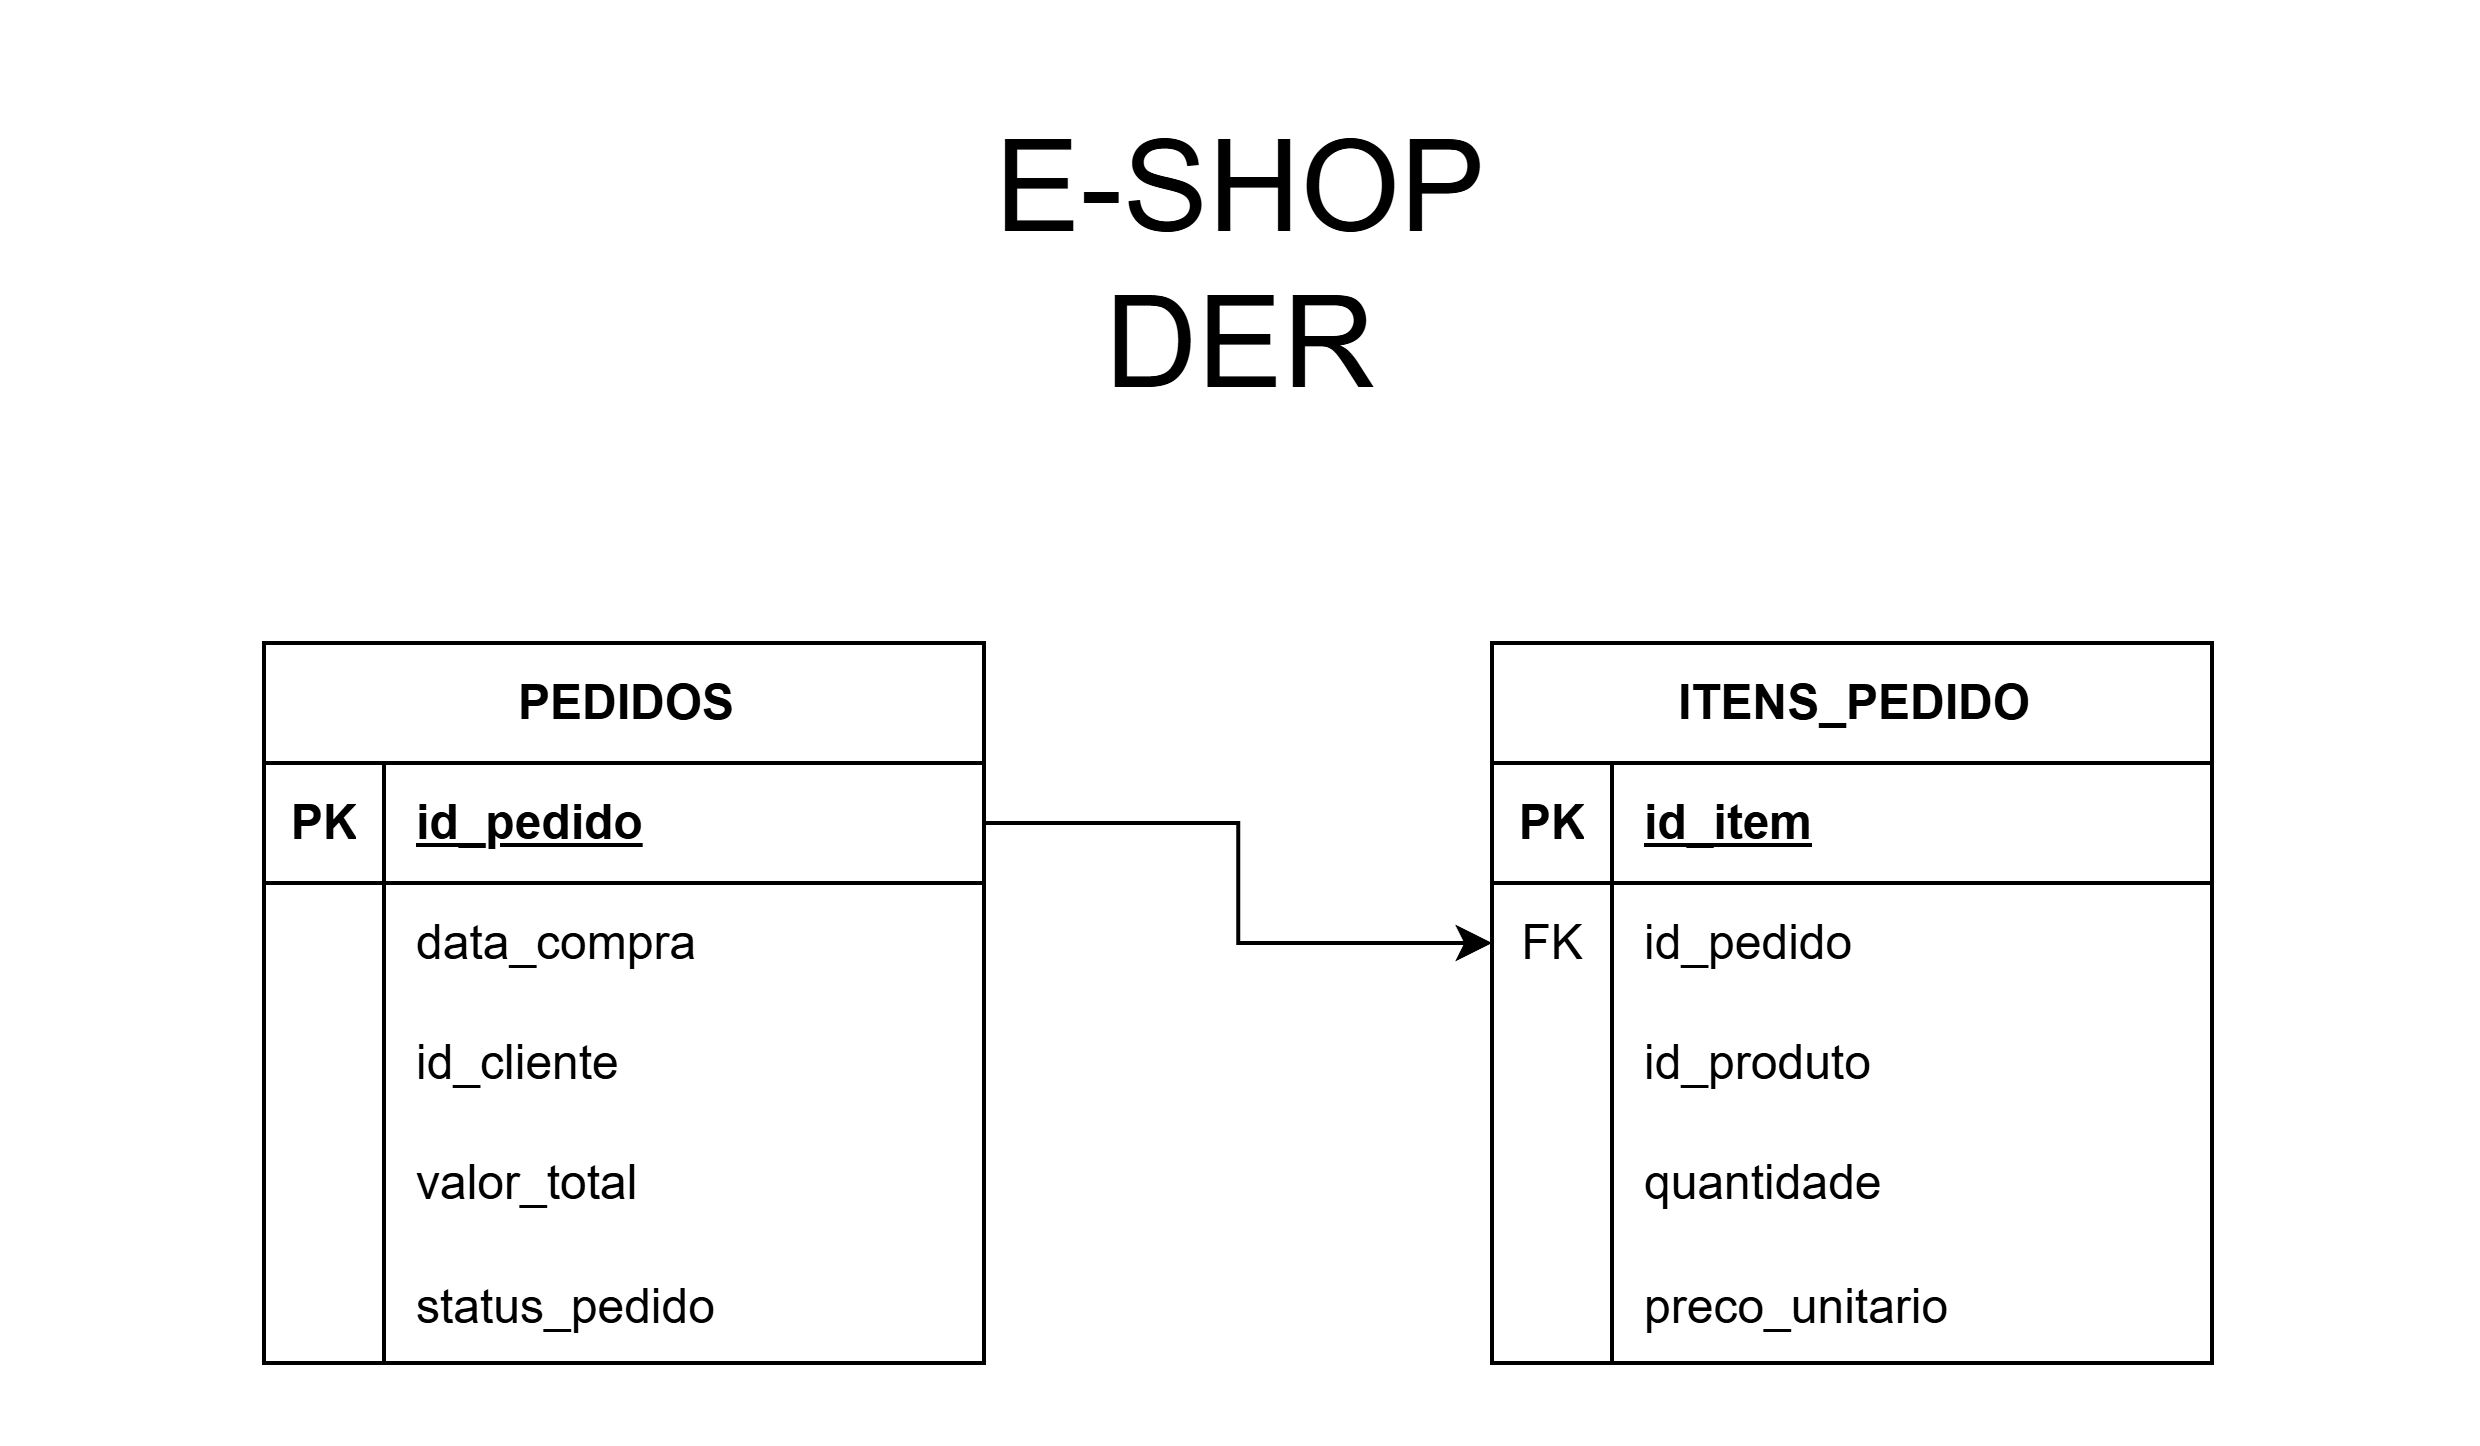 E-SHOP
DER
PEDIDOS
PK id_pedido
data_compra
id_cliente
valor_total
status_pedido
ITENS_PEDIDO
PK id_item
FK id_pedido
id_produto
quantidade
preco_unitario